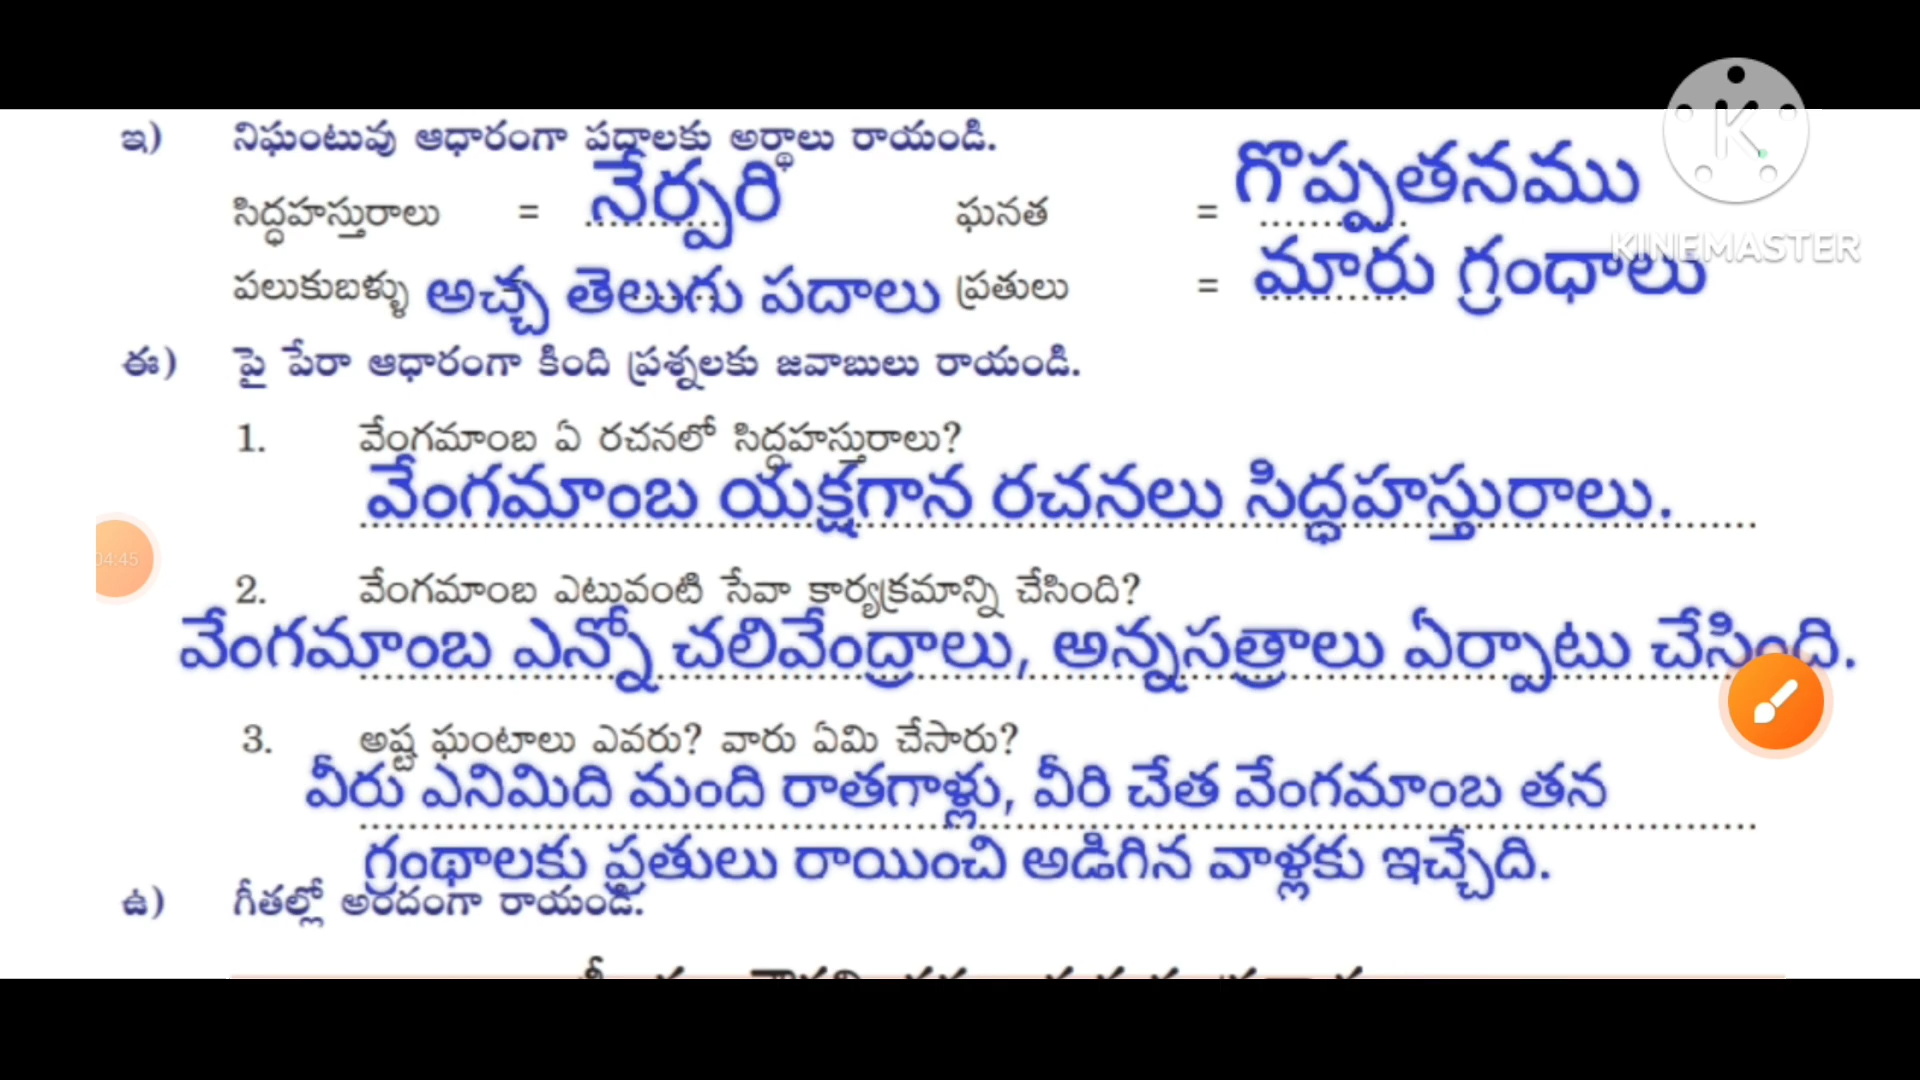 ఇ) నిఘంటువు ఆధారంగా పదాలకు అర్థాలు రాయండి.
సిద్ధహస్తురాలు = నేర్పరి ఘనత = గొప్పతనము
పలుకుబళ్ళు అచ్చ తెలుగు పదాలు ప్రతులు = మారు గ్రంధాలు
KINEMASTER
ఈ) పై పేరా ఆధారంగా కింది ప్రశ్నలకు జవాబులు రాయండి.
1. వేంగమాంబ ఏ రచనలో సిద్ధహస్తురాలు?
వేంగమాంబ యక్షగాన రచనలు సిద్ధహస్తురాలు.
04:45
2. వేంగమాంబ ఎటువంటి సేవా కార్యక్రమాన్ని చేసింది?
వేంగమాంబ ఎన్నో చలివేంద్రాలు, అన్నసత్రాలు ఏర్పాటు చేసింది.
3. అష్ట ఘంటాలు ఎవరు? వారు ఏమి చేసారు?
వీరు ఎనిమిది మంది రాతగాళ్లు, వీరి చేత వేంగమాంబ తన
గ్రంథాలకు ప్రతులు రాయించి అడిగిన వాళ్లకు ఇచ్చేది.
ఉ) గీతల్లో అందంగా రాయండి.